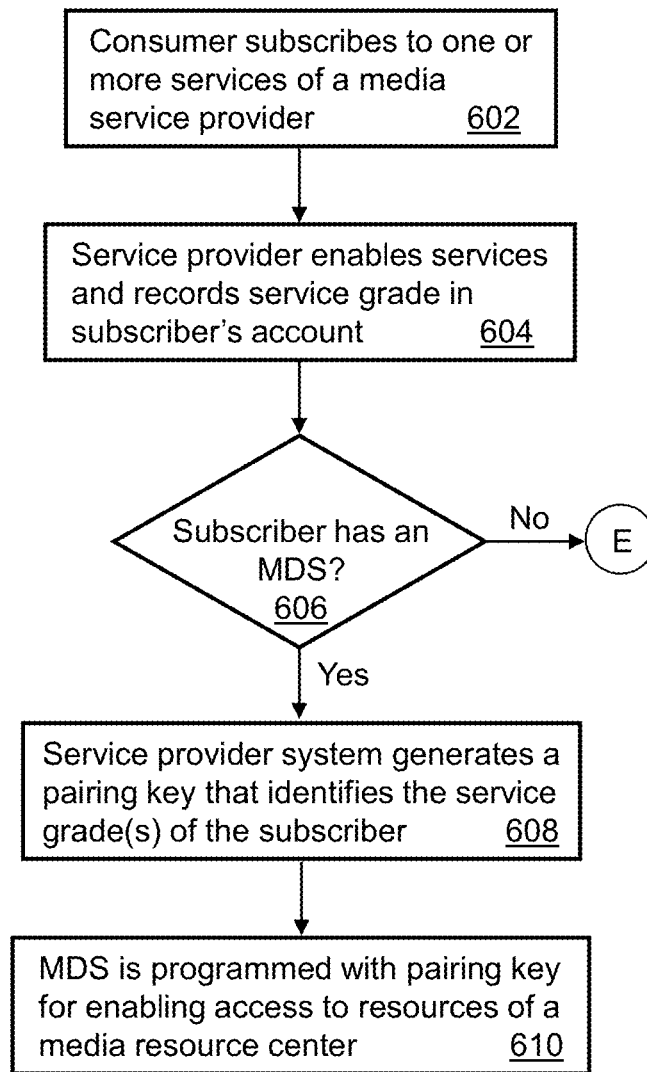 Consumer subscribes to one or
more services of a media
service provider 602
Service provider enables services
and records service grade in
subscriber's account 604
Subscriber has an
MDS?
606
No
E
Yes
Service provider system generates a
pairing key that identifies the service
grade(s) of the subscriber 608
MDS is programmed with pairing key
for enabling access to resources of a
media resource center 610